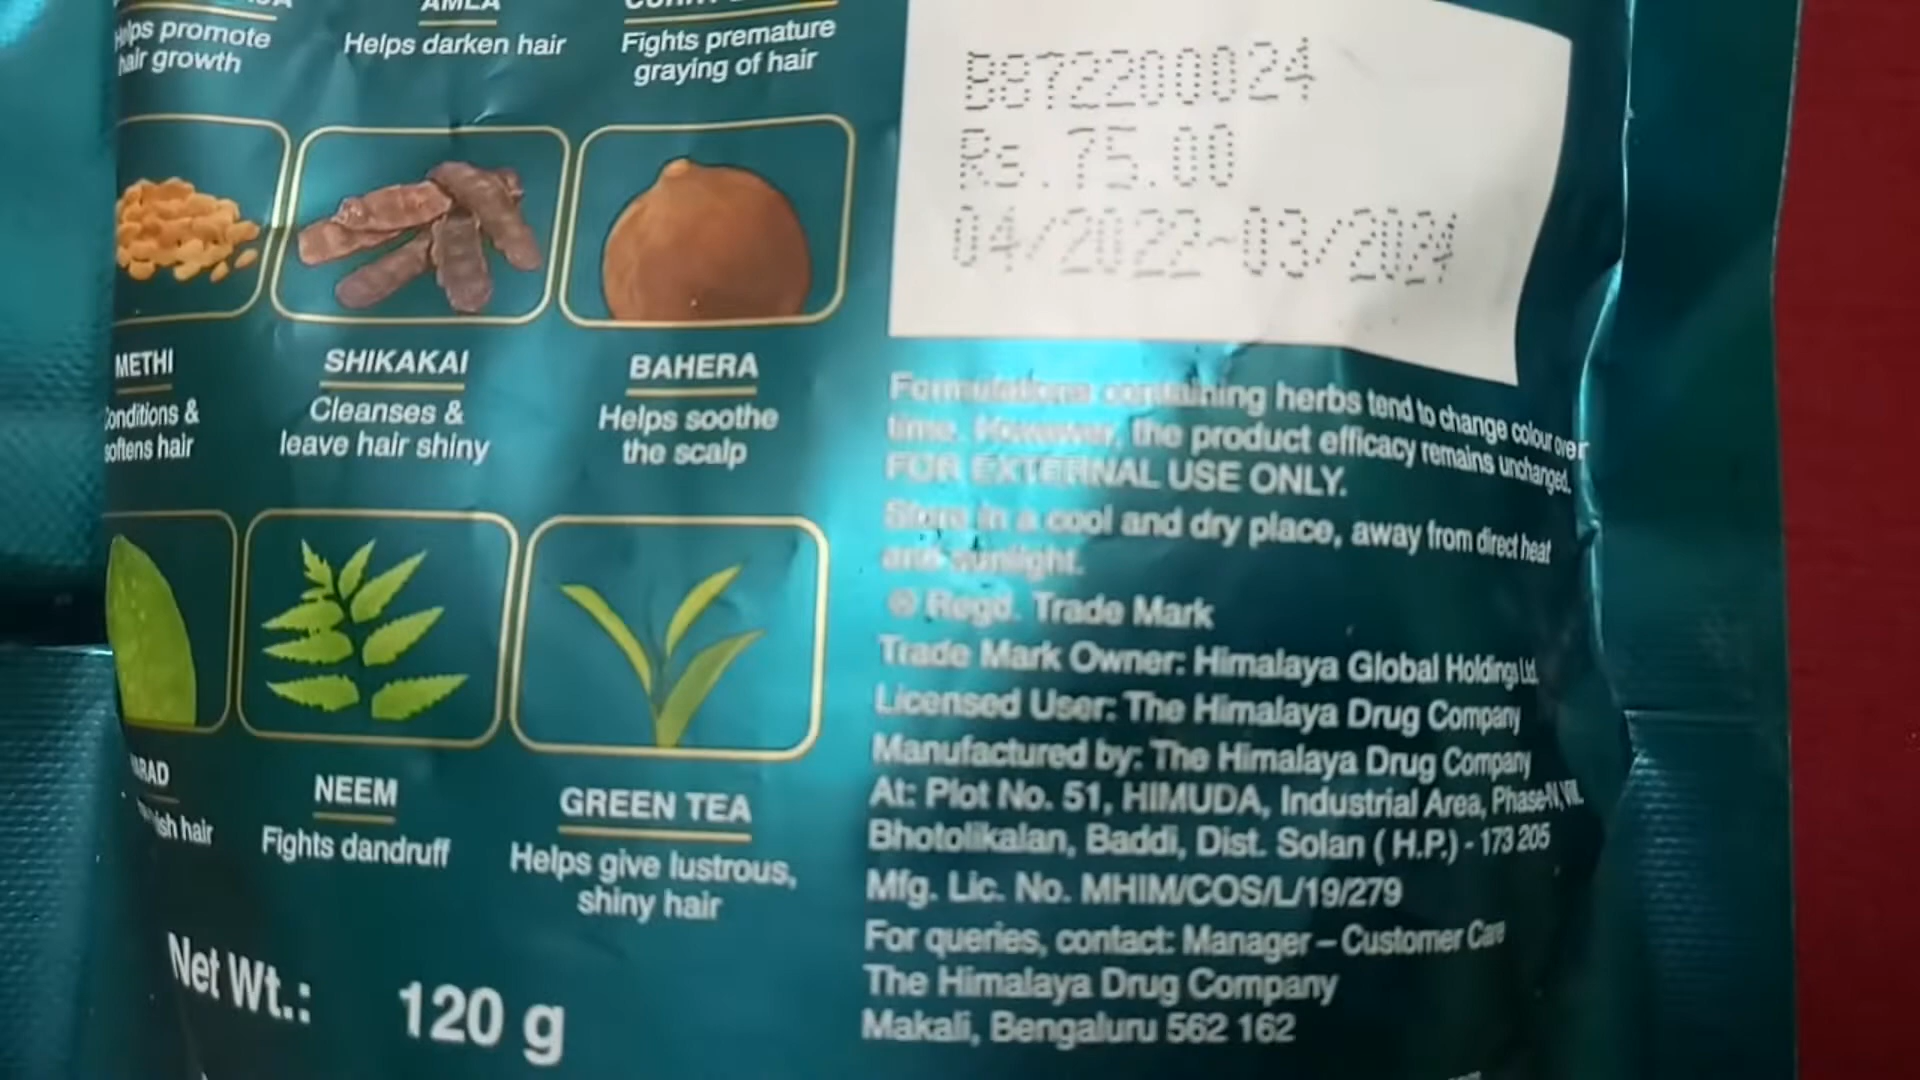 AMLA
Helps promote
hair growth
Helps darken hair
Fights premature
graying of hair
METHI
Conditions &
softens hair
SHIKAKAI
Cleanses &
leave hair shiny
BAHERA
Helps soothe
the scalp
NEEM
Fights dandruff
GREEN TEA
Helps give lustrous,
shiny hair
hair
Net Wt.: 120 g
B872200024
Rs.75.00
04/2022-03/2024
Formulations containing herbs tend to change colour over
time. However, the product efficacy remains unchanged.
FOR EXTERNAL USE ONLY.
Store in a cool and dry place, away from direct heat
and sunlight.
® Regd. Trade Mark
Trade Mark Owner: Himalaya Global Holdings Ltd.
Licensed User: The Himalaya Drug Company
Manufactured by: The Himalaya Drug Company
At: Plot No. 51, HIMUDA, Industrial Area, Phase-IV, Vill.
Bhotolikalan, Baddi, Dist. Solan ( H.P.) - 173 205
Mfg. Lic. No. MHIM/COS/L/19/279
For queries, contact: Manager – Customer Care
The Himalaya Drug Company
Makali, Bengaluru 562 162